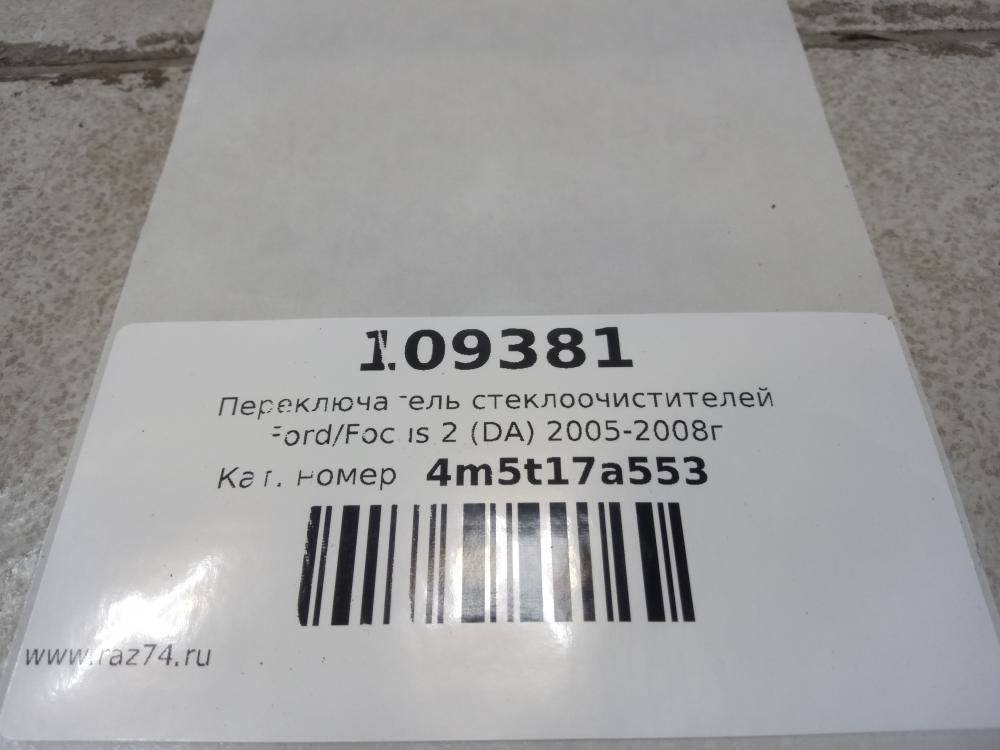 109381
Переключатель стеклоочистителей
Ford/Focus 2 (DA) 2005-2008г
Кат. номер 4m5t17a553
www.raz74.ru